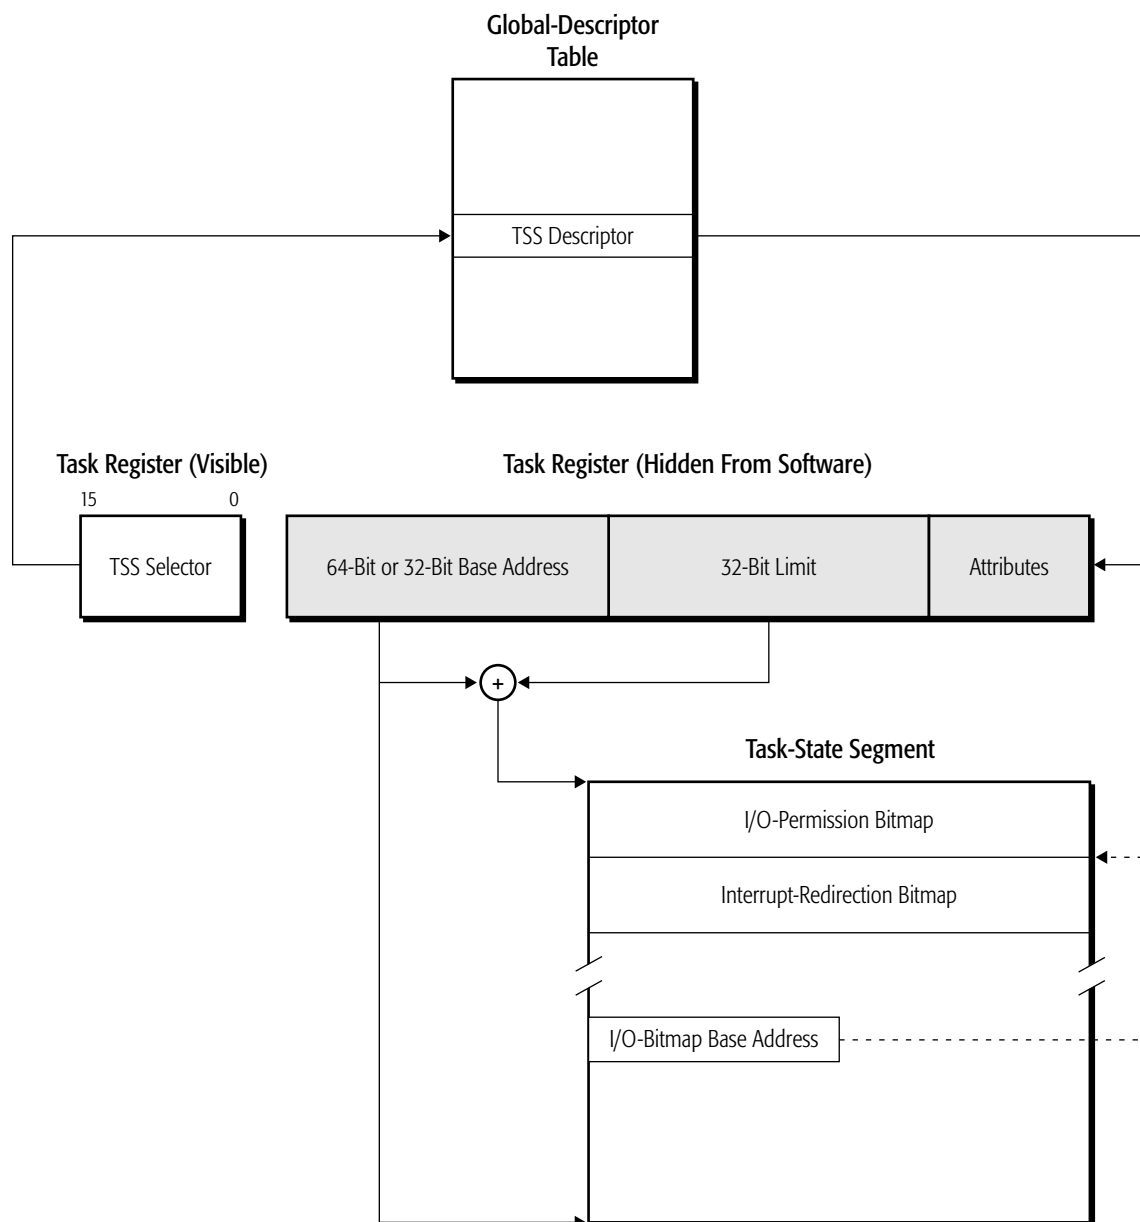 Global-Descriptor
Table
TSS Descriptor
Task Register (Visible)
Task Register (Hidden From Software)
15 0
TSS Selector
64-Bit or 32-Bit Base Address
32-Bit Limit
Attributes
+
Task-State Segment
I/O-Permission Bitmap
Interrupt-Redirection Bitmap
I/O-Bitmap Base Address